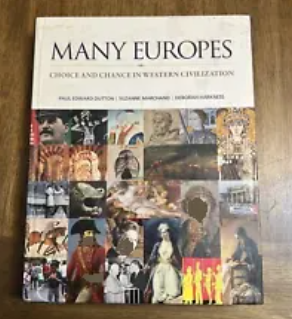 MANY EUROPES
CHOICE AND CHANCE IN WESTERN CIVILIZATION
PAUL EDWARD DUTTON | SUZANNE MARCHAND | DEBORAH HARKNESS